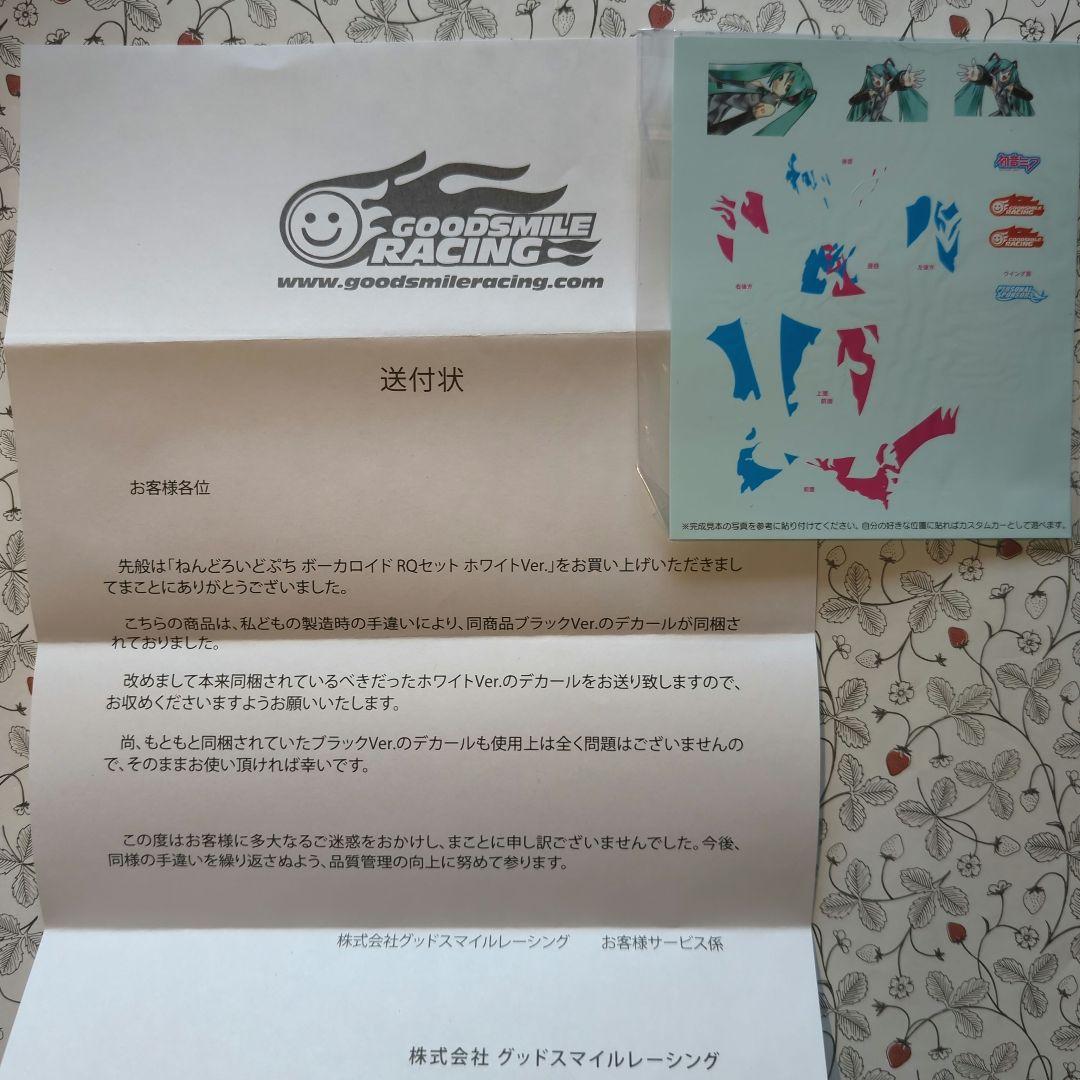 GOODSMILE
RACING
www.goodsmileracing.com
送付状
お客様各位
先般は「ねんどろいどぷち ボーカロイド RQセット ホワイトVer.」をお買い上げいただきまし
てまことにありがとうございました。
こちらの商品は、私どもの製造時の手違いにより、同商品ブラックVer.のデカールが同梱さ
れておりました。
改めまして本来同梱されているべきだったホワイトVer.のデカールをお送り致しますので、
お収めくださいますようお願いいたします。
尚、もともと同梱されていたブラックVer.のデカールも使用上は全く問題はございませんの
で、そのままお使い頂ければ幸いです。
この度はお客様に多大なるご迷惑をおかけし、まことに申し訳ございませんでした。今後、
同様の手違いを繰り返さぬよう、品質管理の向上に努めて参ります。
株式会社グッドスマイルレーシング お客様サービス係
株式会社 グッドスマイルレーシング
初音ミク
GOODSMILE
RACING
GOODSMILE
RACING
ウイング用
PERSONAL
SPONSOR
右後方
左後方
上面
前面
※完成見本の写真を参考に貼り付けてください。自分の好きな位置に貼ればカスタムカーとして遊べます。